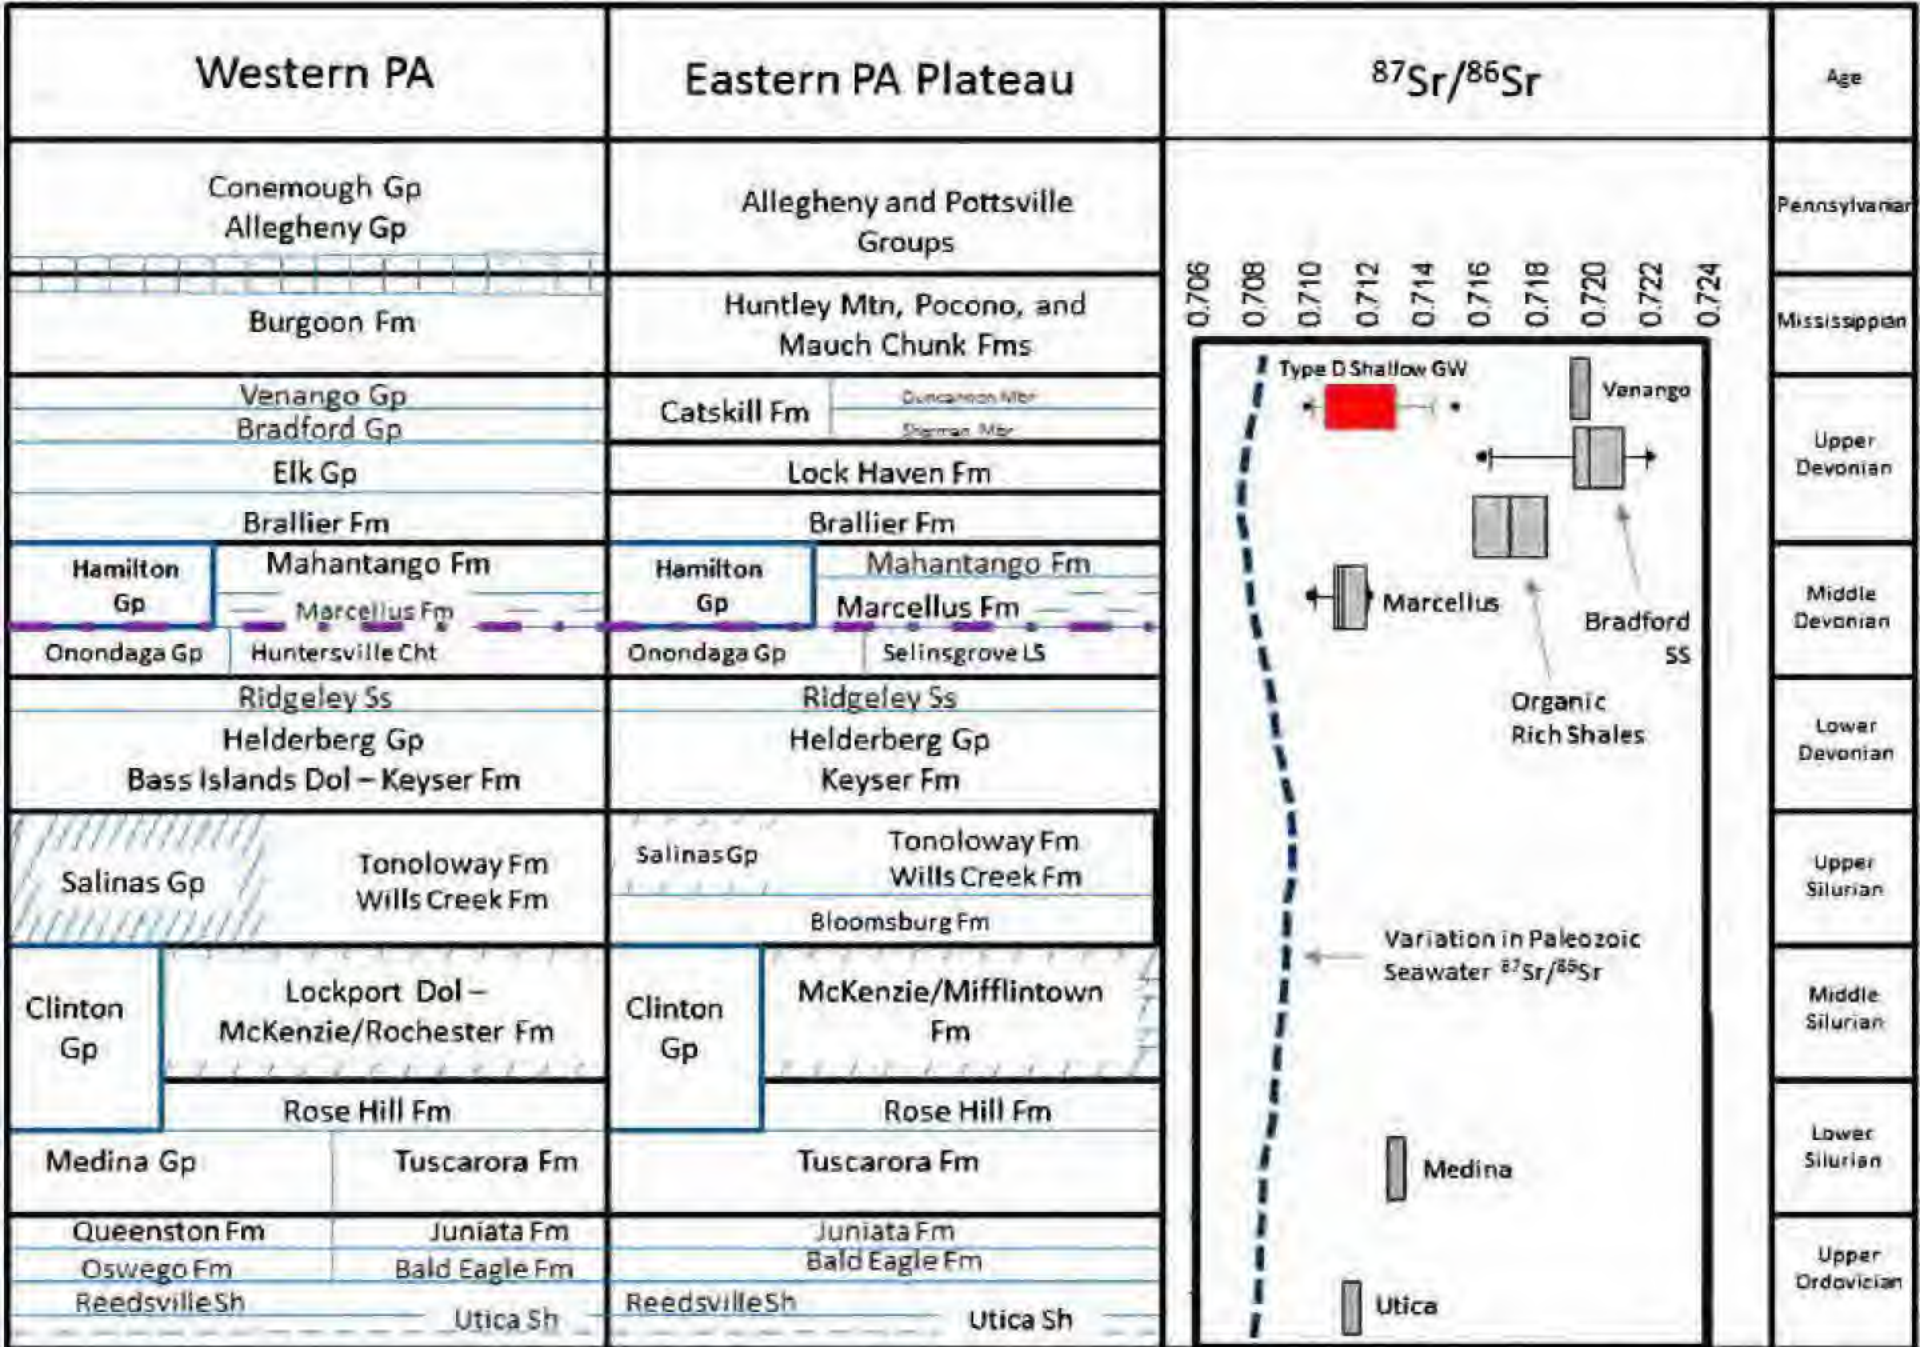 Western PA
Eastern PA Plateau
⁸⁷Sr/⁸⁶Sr
Age
Conemough Gp
Allegheny Gp
Allegheny and Pottsville
Groups
Pennsylvanian
Burgoon Fm
Huntley Mtn, Pocono, and
Mauch Chunk Fms
0.706
0.708
0.710
0.712
0.714
0.716
0.718
0.720
0.722
0.724
Mississippian
Venango Gp
Bradford Gp
Elk Gp
Brallier Fm
Catskill Fm
Duncannon Mbr
Sherman Mbr
Lock Haven Fm
Brallier Fm
Type D Shallow GW
Venango
Upper
Devonian
Hamilton
Gp
Mahantango Fm
Marcellus Fm
Onondaga Gp
Huntersville Cht
Hamilton
Gp
Mahantango Fm
Marcellus Fm
Onondaga Gp
Selinsgrove LS
Marcellus
Bradford
SS
Organic
Rich Shales
Middle
Devonian
Ridgeley Ss
Helderberg Gp
Bass Islands Dol – Keyser Fm
Ridgeley Ss
Helderberg Gp
Keyser Fm
Lower
Devonian
Salinas Gp
Tonoloway Fm
Wills Creek Fm
Salinas Gp
Tonoloway Fm
Wills Creek Fm
Bloomsburg Fm
Upper
Silurian
Clinton
Gp
Lockport Dol –
McKenzie/Rochester Fm
Rose Hill Fm
Clinton
Gp
McKenzie/Mifflintown
Fm
Rose Hill Fm
Variation in Paleozoic
Seawater ⁸⁷Sr/⁸⁶Sr
Middle
Silurian
Medina Gp
Tuscarora Fm
Tuscarora Fm
Medina
Lower
Silurian
Queenston Fm
Juniata Fm
Oswego Fm
Bald Eagle Fm
Reedsville Sh
Utica Sh
Juniata Fm
Bald Eagle Fm
Reedsville Sh
Utica Sh
Utica
Upper
Ordovician